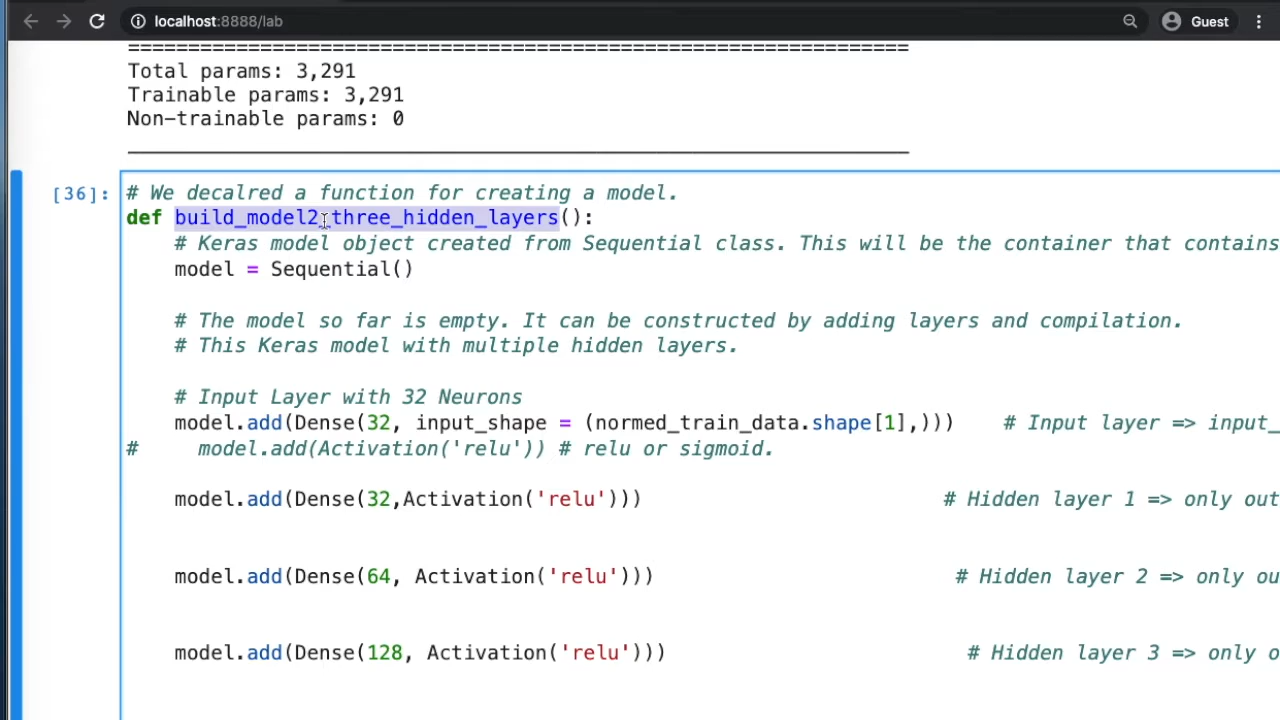 localhost:8888/lab
Guest
Total params: 3,291
Trainable params: 3,291
Non-trainable params: 0
[36]:
# We decalred a function for creating a model.
def build_model2_three_hidden_layers():
# Keras model object created from Sequential class. This will be the container that contains
model = Sequential()
# The model so far is empty. It can be constructed by adding layers and compilation.
# This Keras model with multiple hidden layers.
# Input Layer with 32 Neurons
model.add(Dense(32, input_shape = (normed_train_data.shape[1],))) # Input layer => input_
# model.add(Activation('relu')) # relu or sigmoid.
model.add(Dense(32,Activation('relu'))) # Hidden layer 1 => only out
model.add(Dense(64, Activation('relu'))) # Hidden layer 2 => only ou
model.add(Dense(128, Activation('relu'))) # Hidden layer 3 => only o